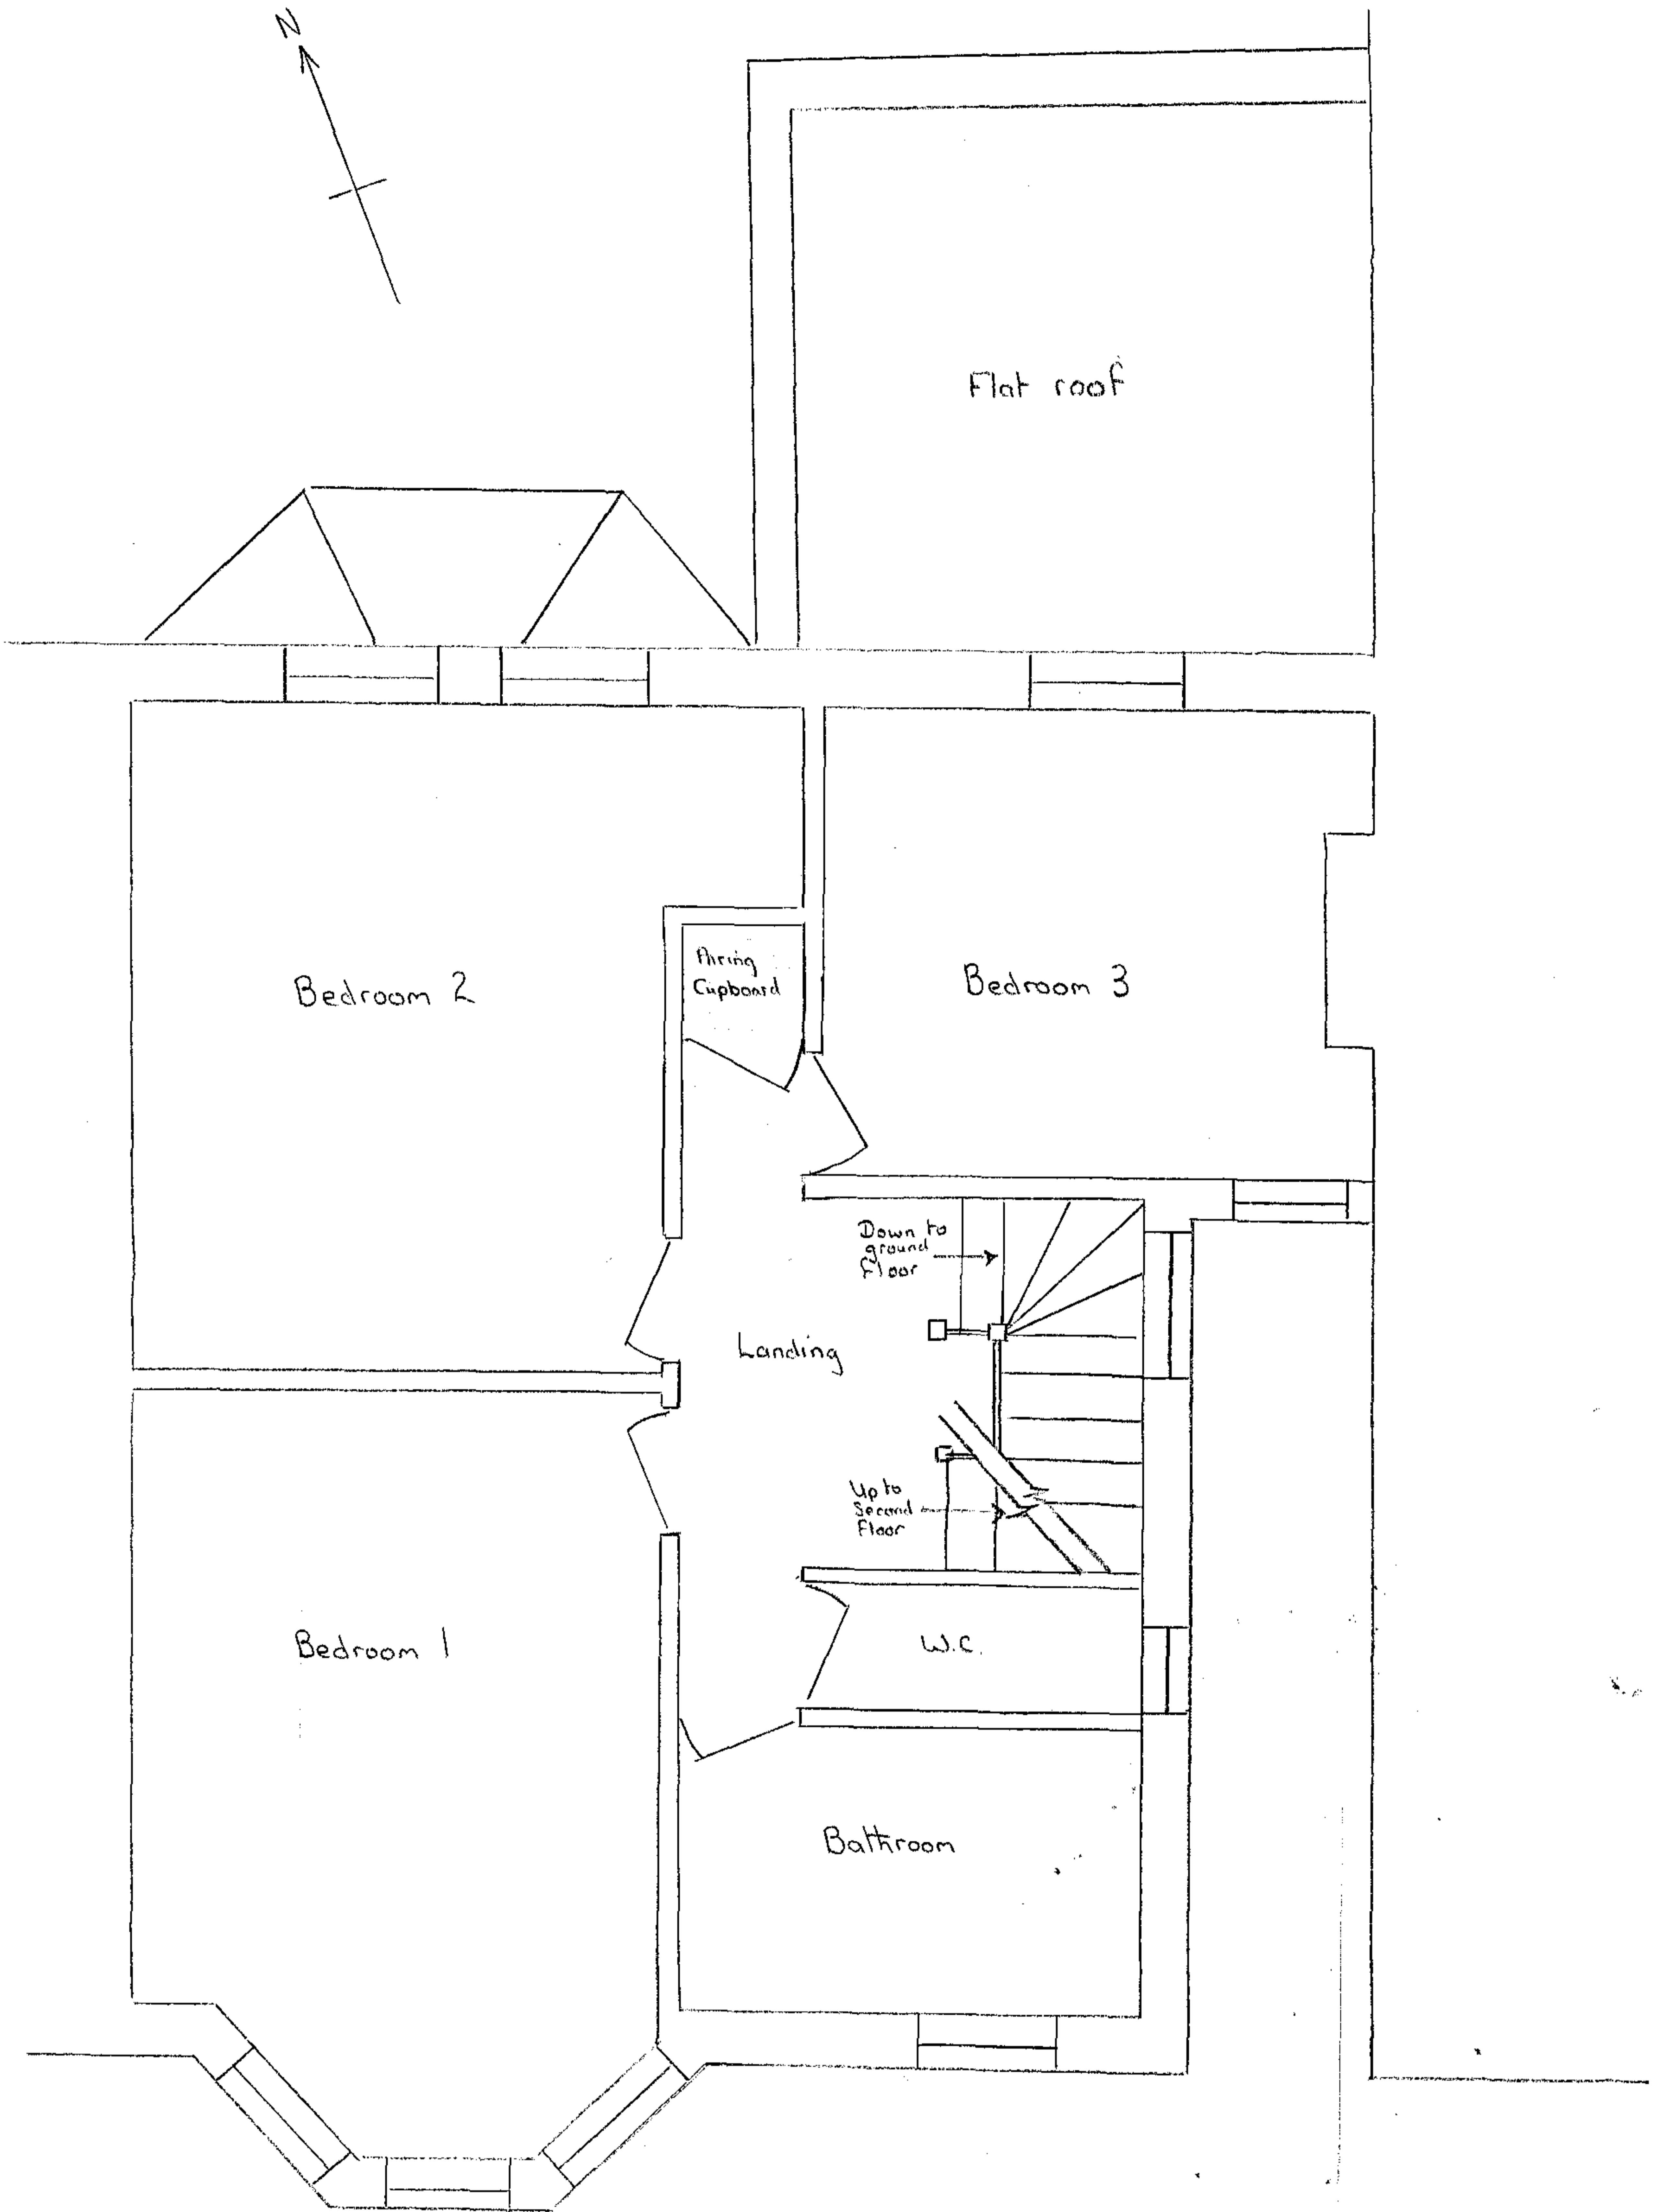 N
Flat roof
Bedroom 2
Airing
Cupboard
Bedroom 3
Down to
ground
floor
Landing
Up to
Second
Floor
Bedroom 1
W.C.
Bathroom